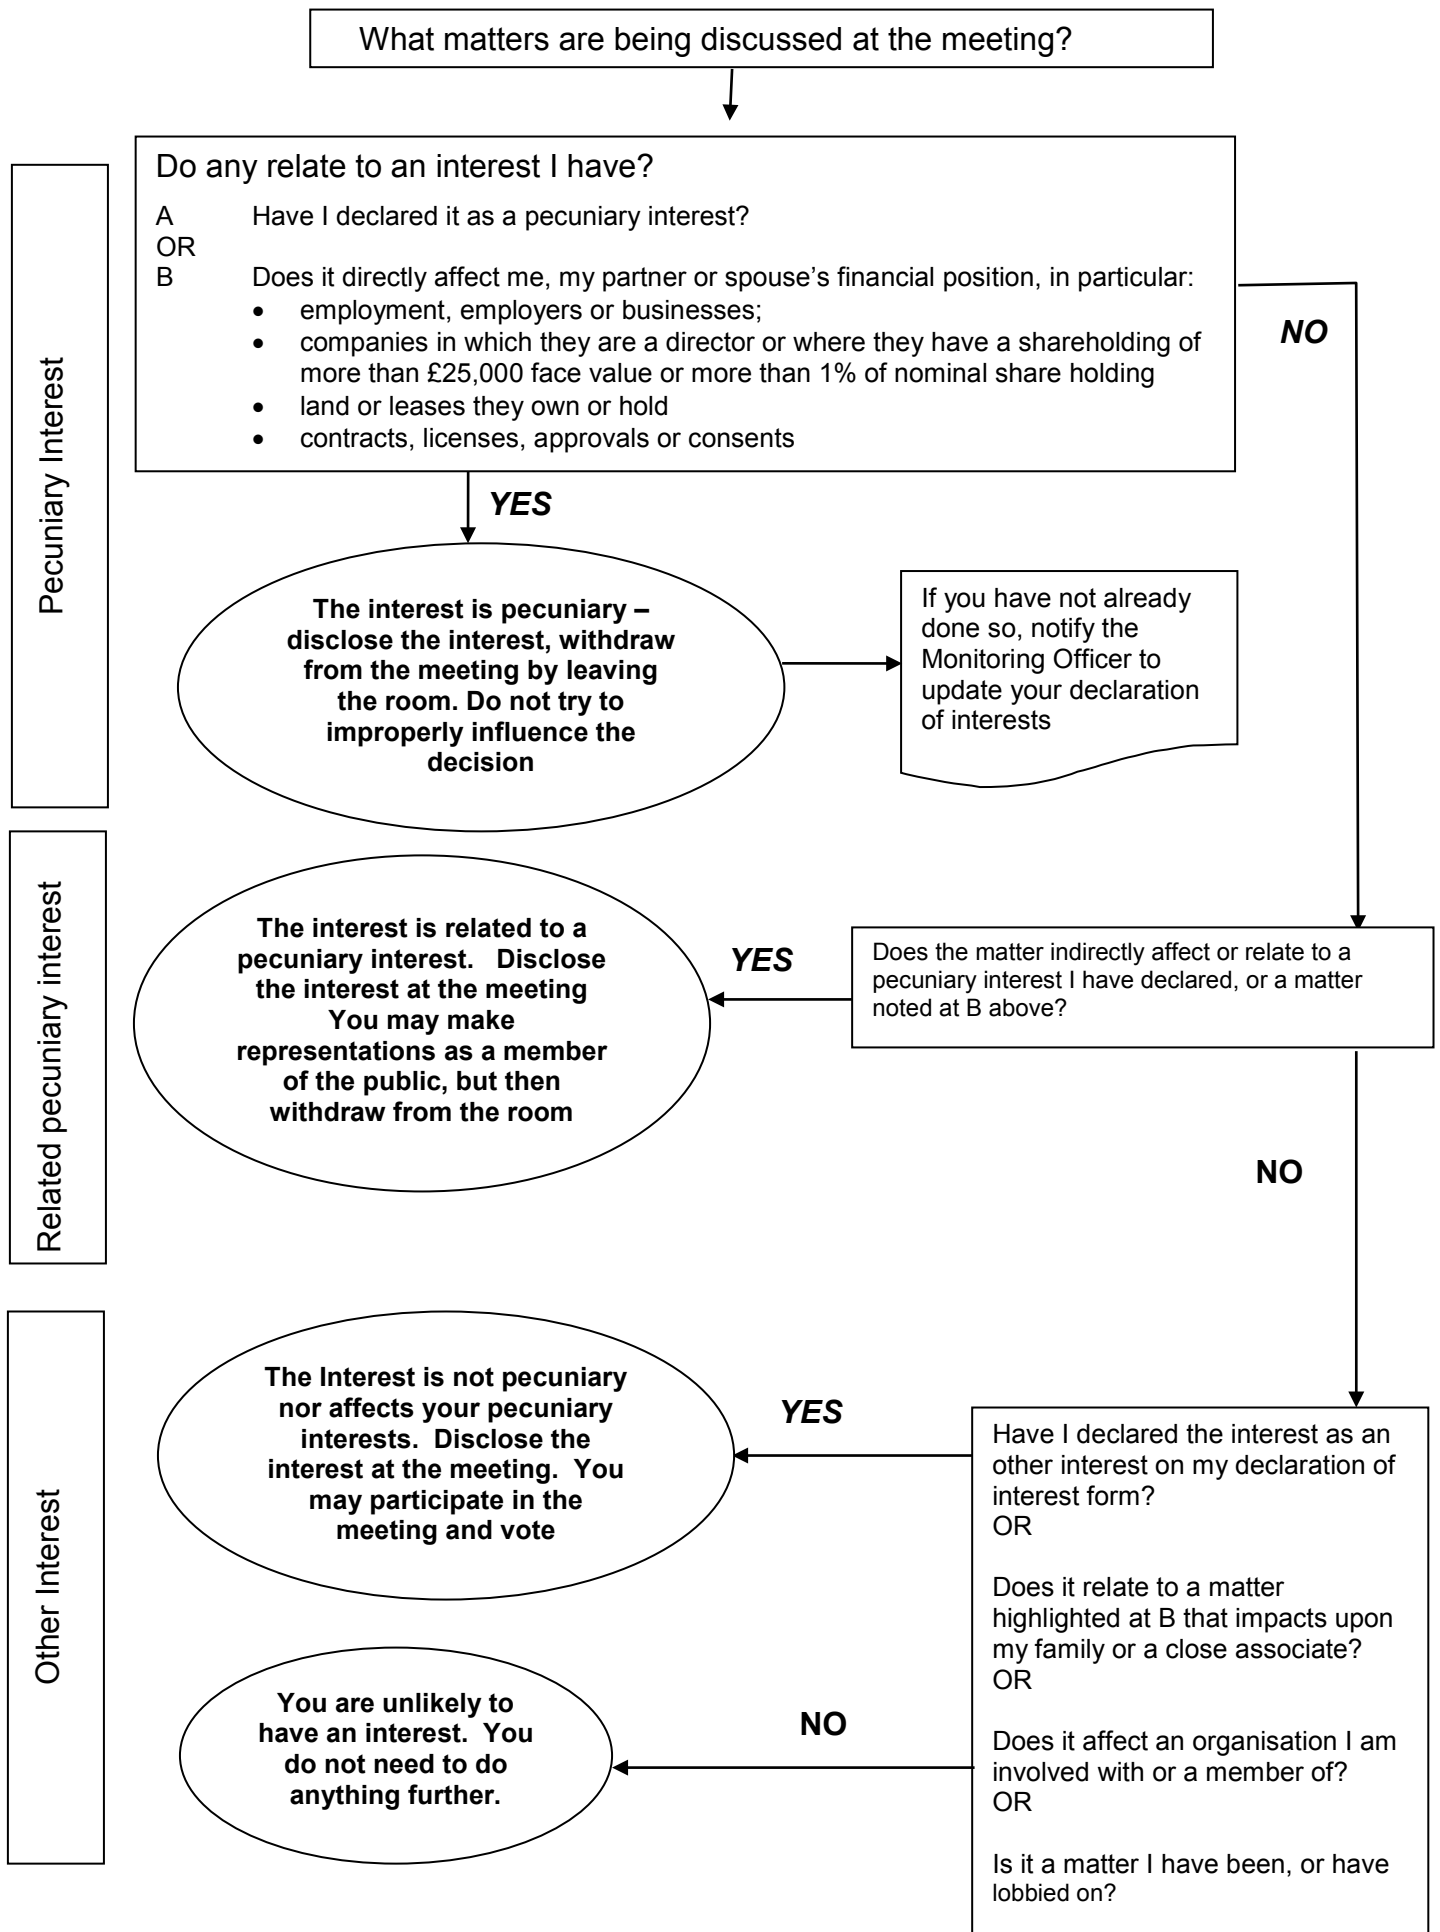 What matters are being discussed at the meeting?
Pecuniary Interest
Do any relate to an interest I have?
A Have I declared it as a pecuniary interest?
OR
B Does it directly affect me, my partner or spouse’s financial position, in particular:
• employment, employers or businesses;
• companies in which they are a director or where they have a shareholding of
more than £25,000 face value or more than 1% of nominal share holding
• land or leases they own or hold
• contracts, licenses, approvals or consents
NO
YES
The interest is pecuniary –
disclose the interest, withdraw
from the meeting by leaving
the room. Do not try to
improperly influence the
decision
If you have not already
done so, notify the
Monitoring Officer to
update your declaration
of interests
Related pecuniary interest
Does the matter indirectly affect or relate to a
pecuniary interest I have declared, or a matter
noted at B above?
YES
The interest is related to a
pecuniary interest. Disclose
the interest at the meeting
You may make
representations as a member
of the public, but then
withdraw from the room
NO
Other Interest
Have I declared the interest as an
other interest on my declaration of
interest form?
OR
Does it relate to a matter
highlighted at B that impacts upon
my family or a close associate?
OR
Does it affect an organisation I am
involved with or a member of?
OR
Is it a matter I have been, or have
lobbied on?
YES
The Interest is not pecuniary
nor affects your pecuniary
interests. Disclose the
interest at the meeting. You
may participate in the
meeting and vote
NO
You are unlikely to
have an interest. You
do not need to do
anything further.